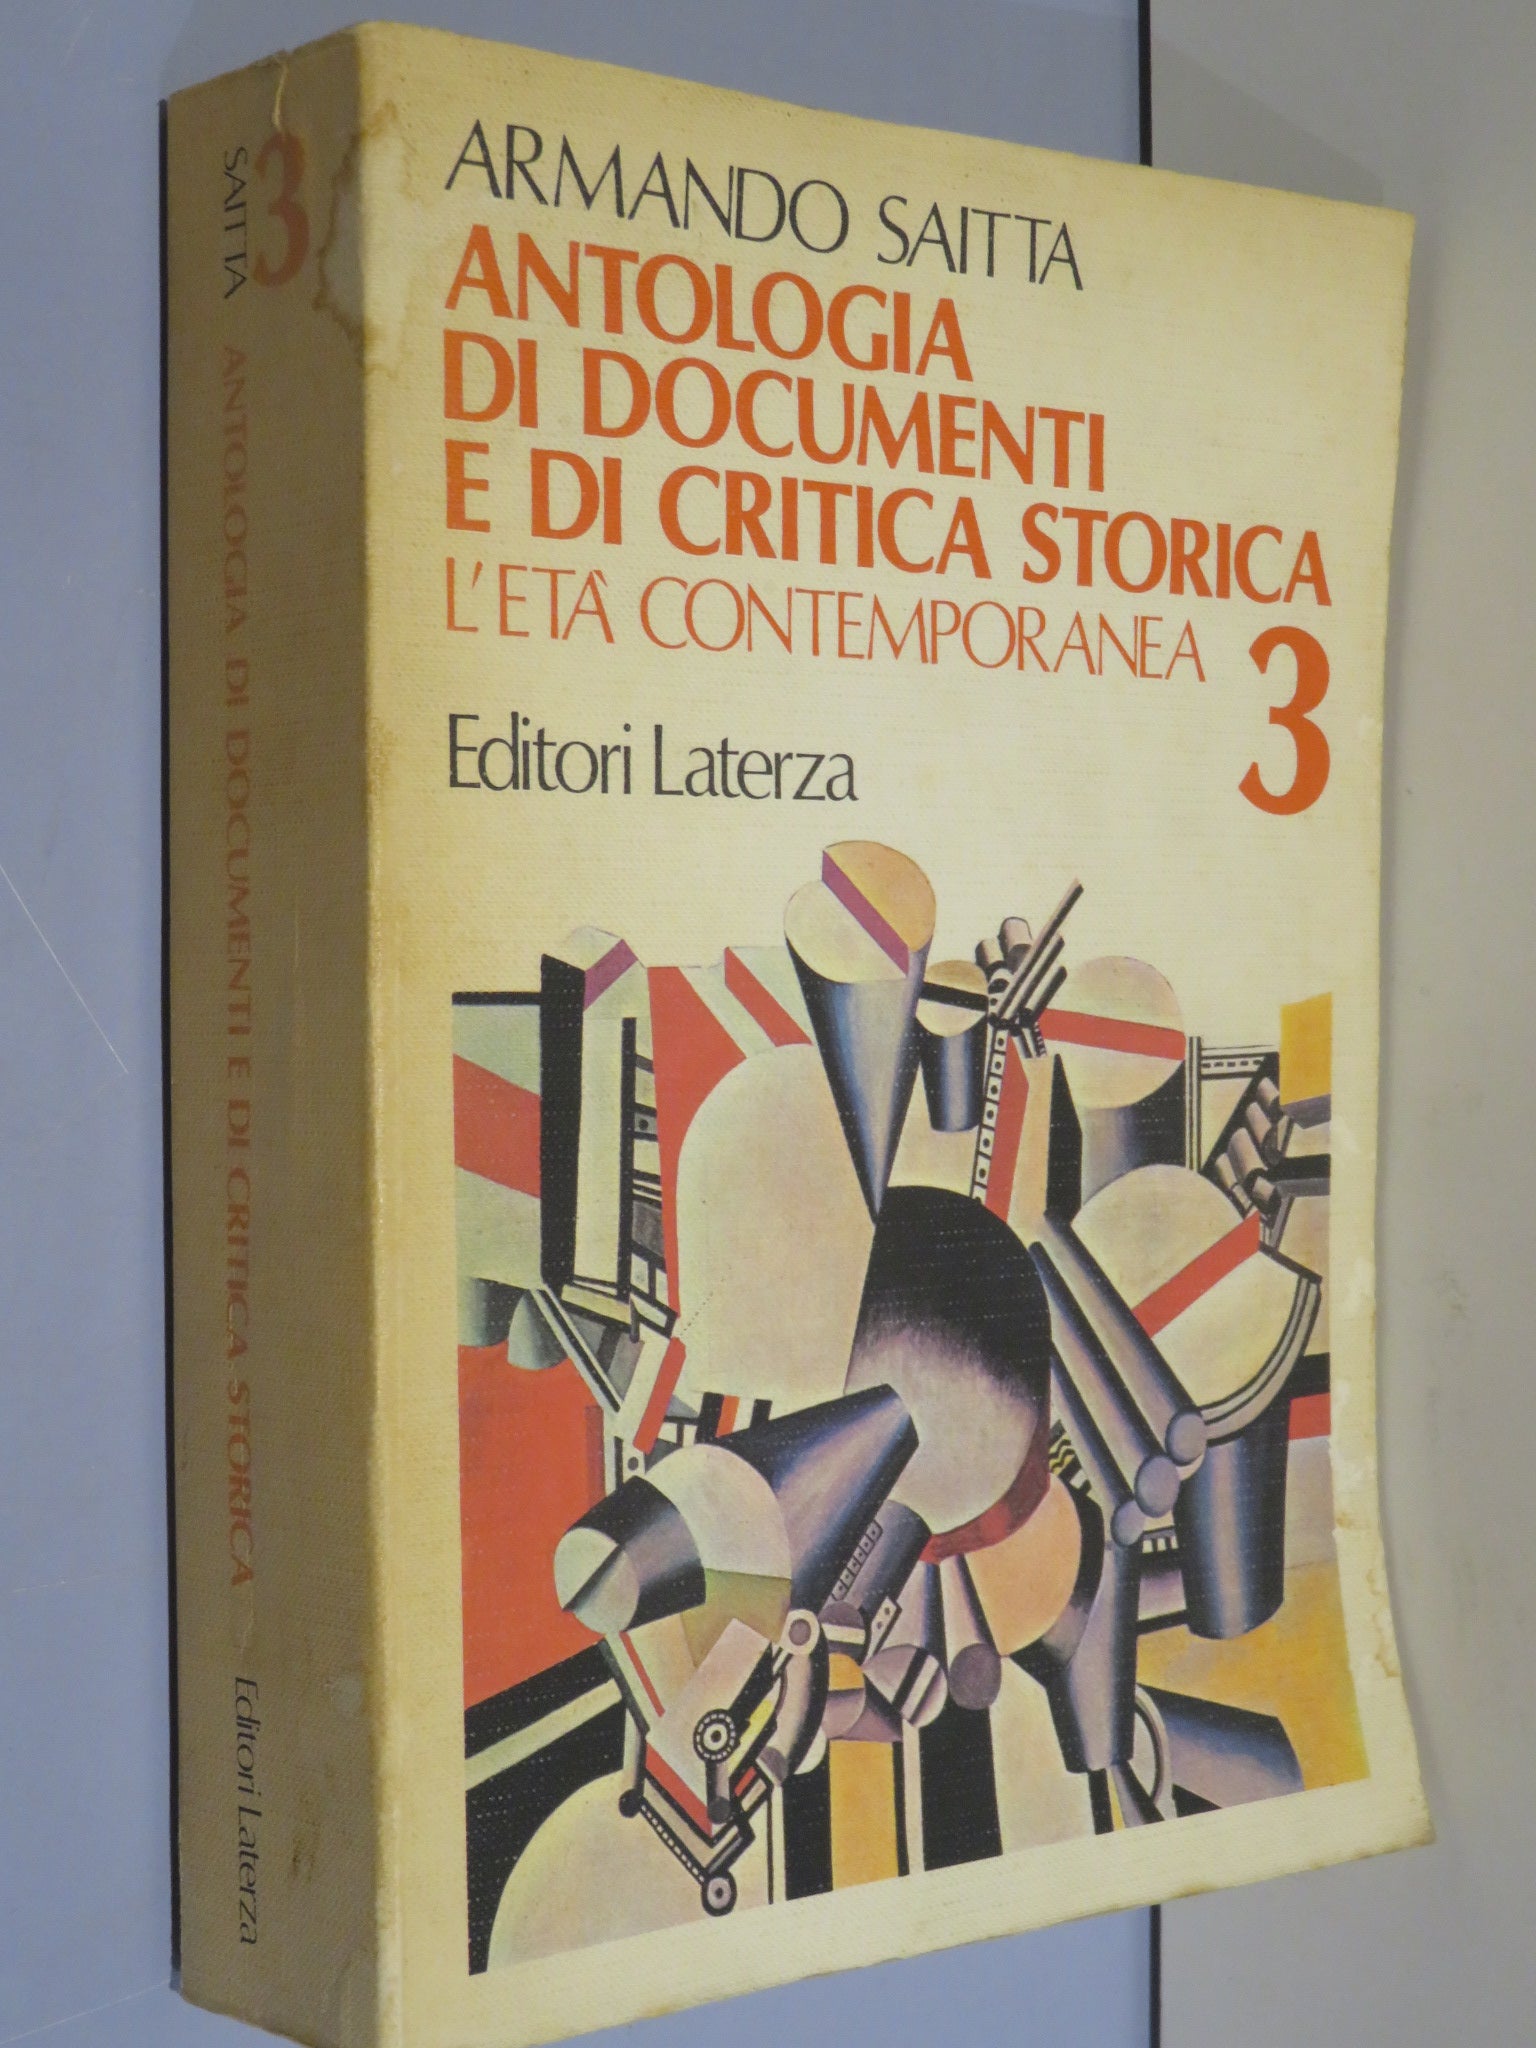 ARMANDO SAITTA
ANTOLOGIA
DI DOCUMENTI
E DI CRITICA STORICA
L'ETÀ CONTEMPORANEA
3
Editori Laterza
SAITTA ANTOLOGIA DI DOCUMENTI E DI CRITICA STORICA Editori Laterza
3